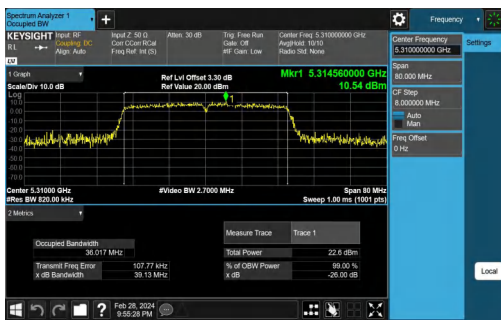 Spectrum Analyzer 1
Occupied BW
Frequency
KEYSIGHT
Input: RF
Input Z: 50 Ω
Atten: 30 dB
Trig: Free Run
Center Freq: 5.310000000 GHz
RL
Coupling: DC
Corr CCorr RCal
Gate: Off
Avg|Hold: 10/10
Align: Auto
Freq Ref: Int (S)
#IF Gain: Low
Radio Std: None
LXI
Center Frequency
5.310000000 GHz
Settings
Span
80.000 MHz
CF Step
8.000000 MHz
Auto
Man
Freq Offset
0 Hz
Local
1 Graph
Ref Lvl Offset 3.30 dB
Mkr1 5.314560000 GHz
Scale/Div 10.0 dB
Ref Value 20.00 dBm
10.54 dBm
Log
10.0
0.00
1
Center 5.31000 GHz
#Video BW 2.7000 MHz
Span 80 MHz
#Res BW 820.00 kHz
Sweep 1.00 ms (1001 pts)
2 Metrics
Measure Trace
Trace 1
Occupied Bandwidth
36.017 MHz
Total Power
22.6 dBm
Transmit Freq Error
107.77 kHz
% of OBW Power
99.00 %
x dB Bandwidth
39.13 MHz
x dB
-26.00 dB
Feb 28, 2024
9:55:28 PM